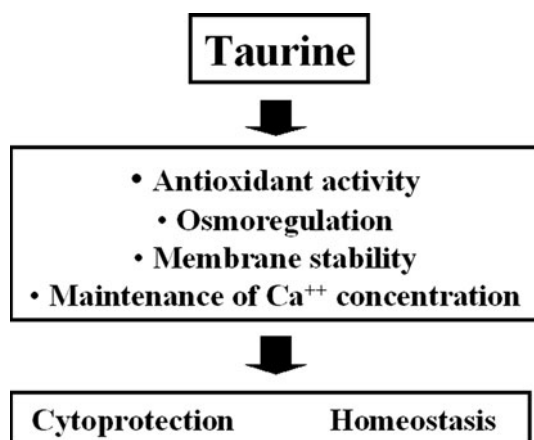 Taurine
• Antioxidant activity
• Osmoregulation
• Membrane stability
• Maintenance of Ca⁺⁺ concentration
Cytoprotection Homeostasis